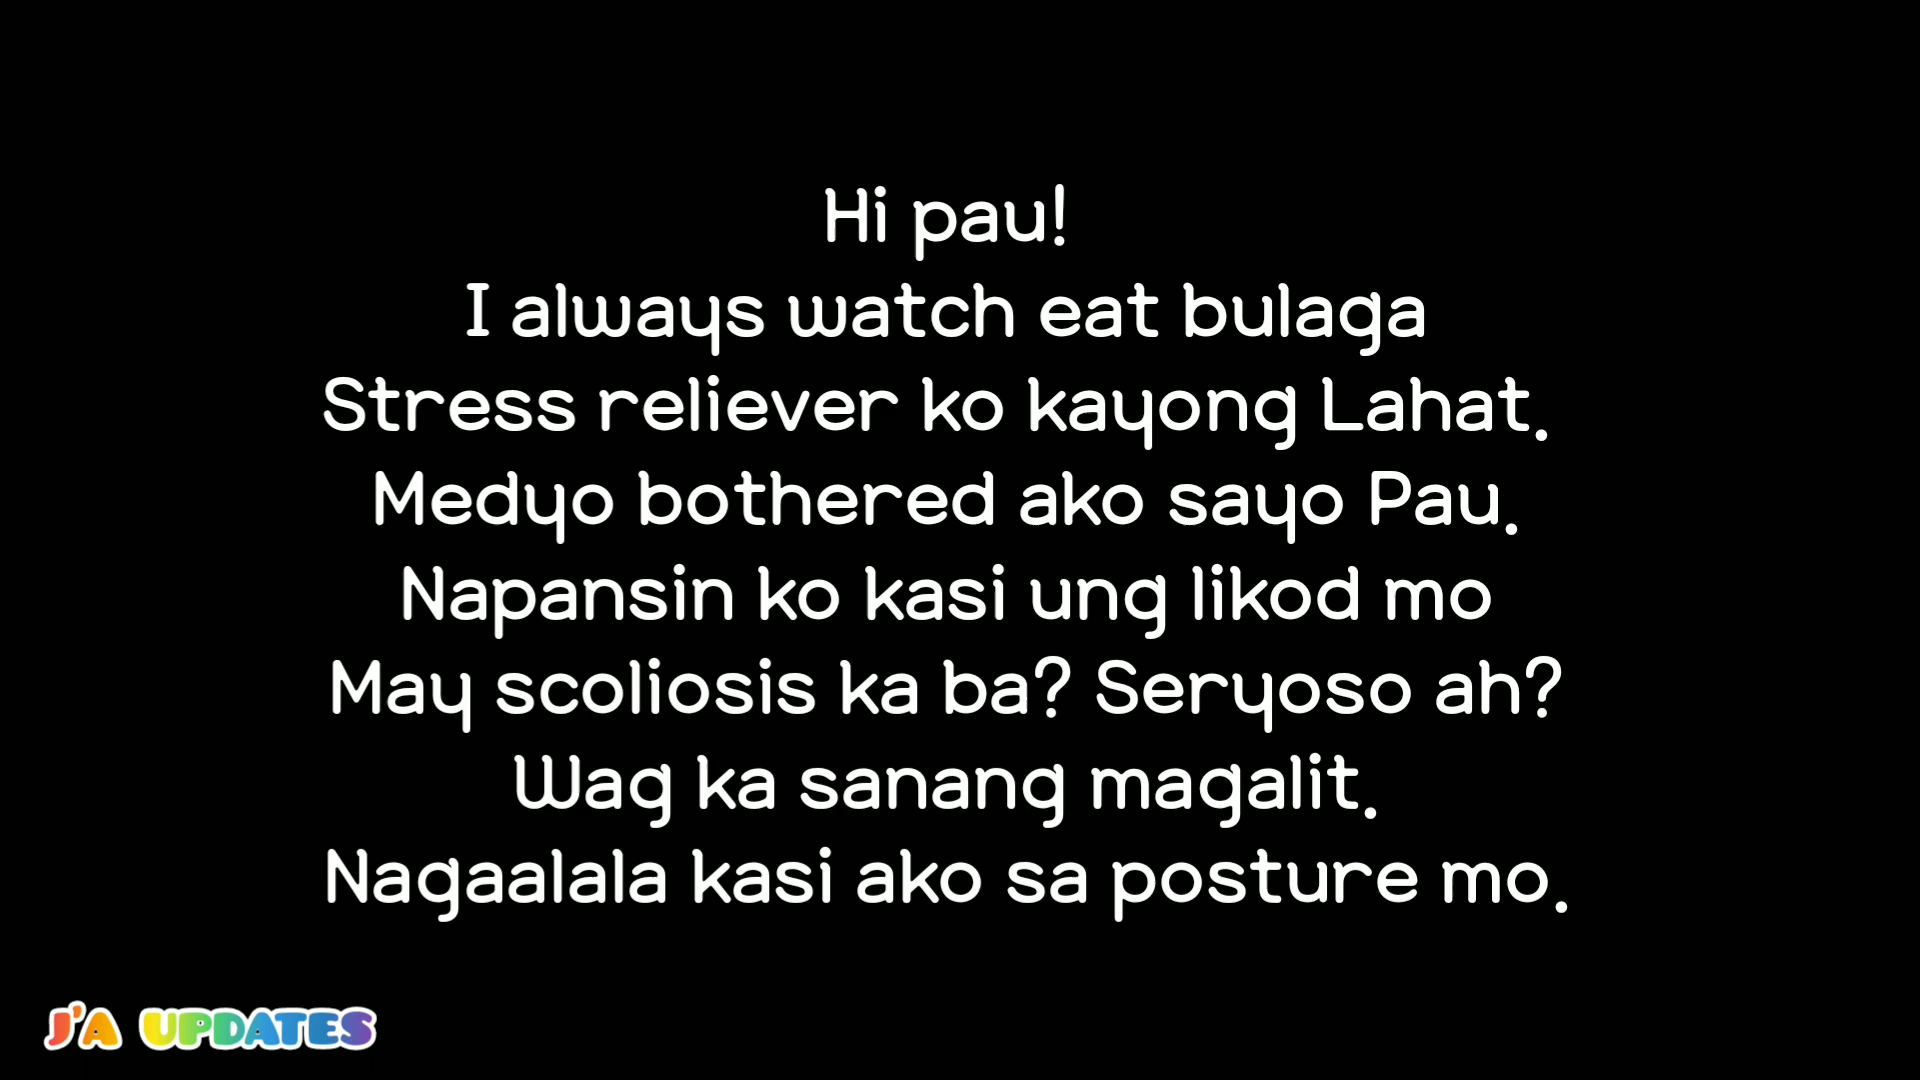 Hi pau!
I always watch eat bulaga
Stress reliever ko kayong Lahat.
Medyo bothered ako sayo Pau.
Napansin ko kasi ung likod mo
May scoliosis ka ba? Seryoso ah?
Wag ka sanang magalit.
Nagaalala kasi ako sa posture mo.
J'A UPDATES